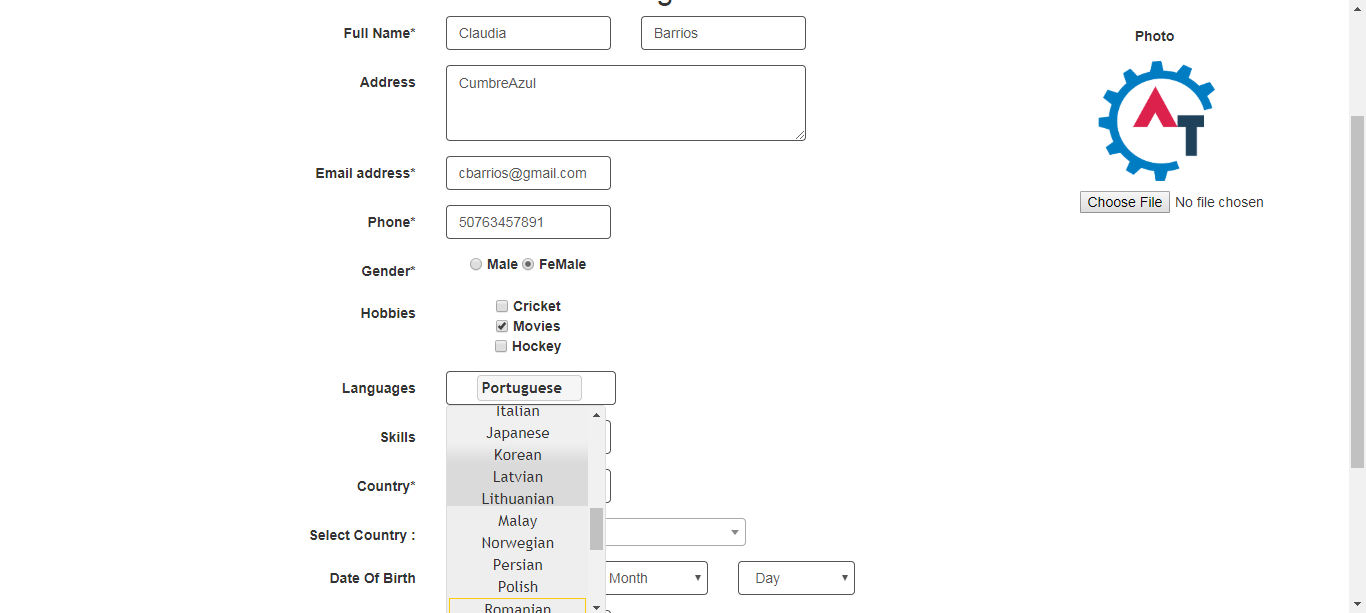 Full Name*
Claudia
Barrios
Photo
Address
CumbreAzul
AT
Email address*
cbarrios@gmail.com
Choose File No file chosen
Phone*
50763457891
Gender*
Male FeMale
Hobbies
Cricket
Movies
Hockey
Languages
Portuguese
Italian
Japanese
Skills
Korean
Latvian
Country*
Lithuanian
Malay
Select Country :
Norwegian
Persian
Date Of Birth
Month
Day
Polish
Romanian